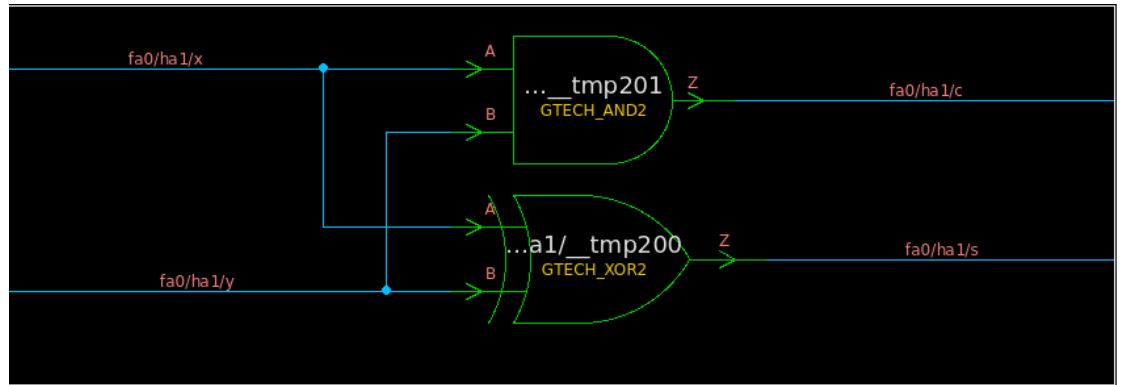 fa0/ha1/x
A
B
...__tmp201
GTECH_AND2
Z
fa0/ha1/c
A
B
...a1/__tmp200
GTECH_XOR2
Z
fa0/ha1/s
fa0/ha1/y